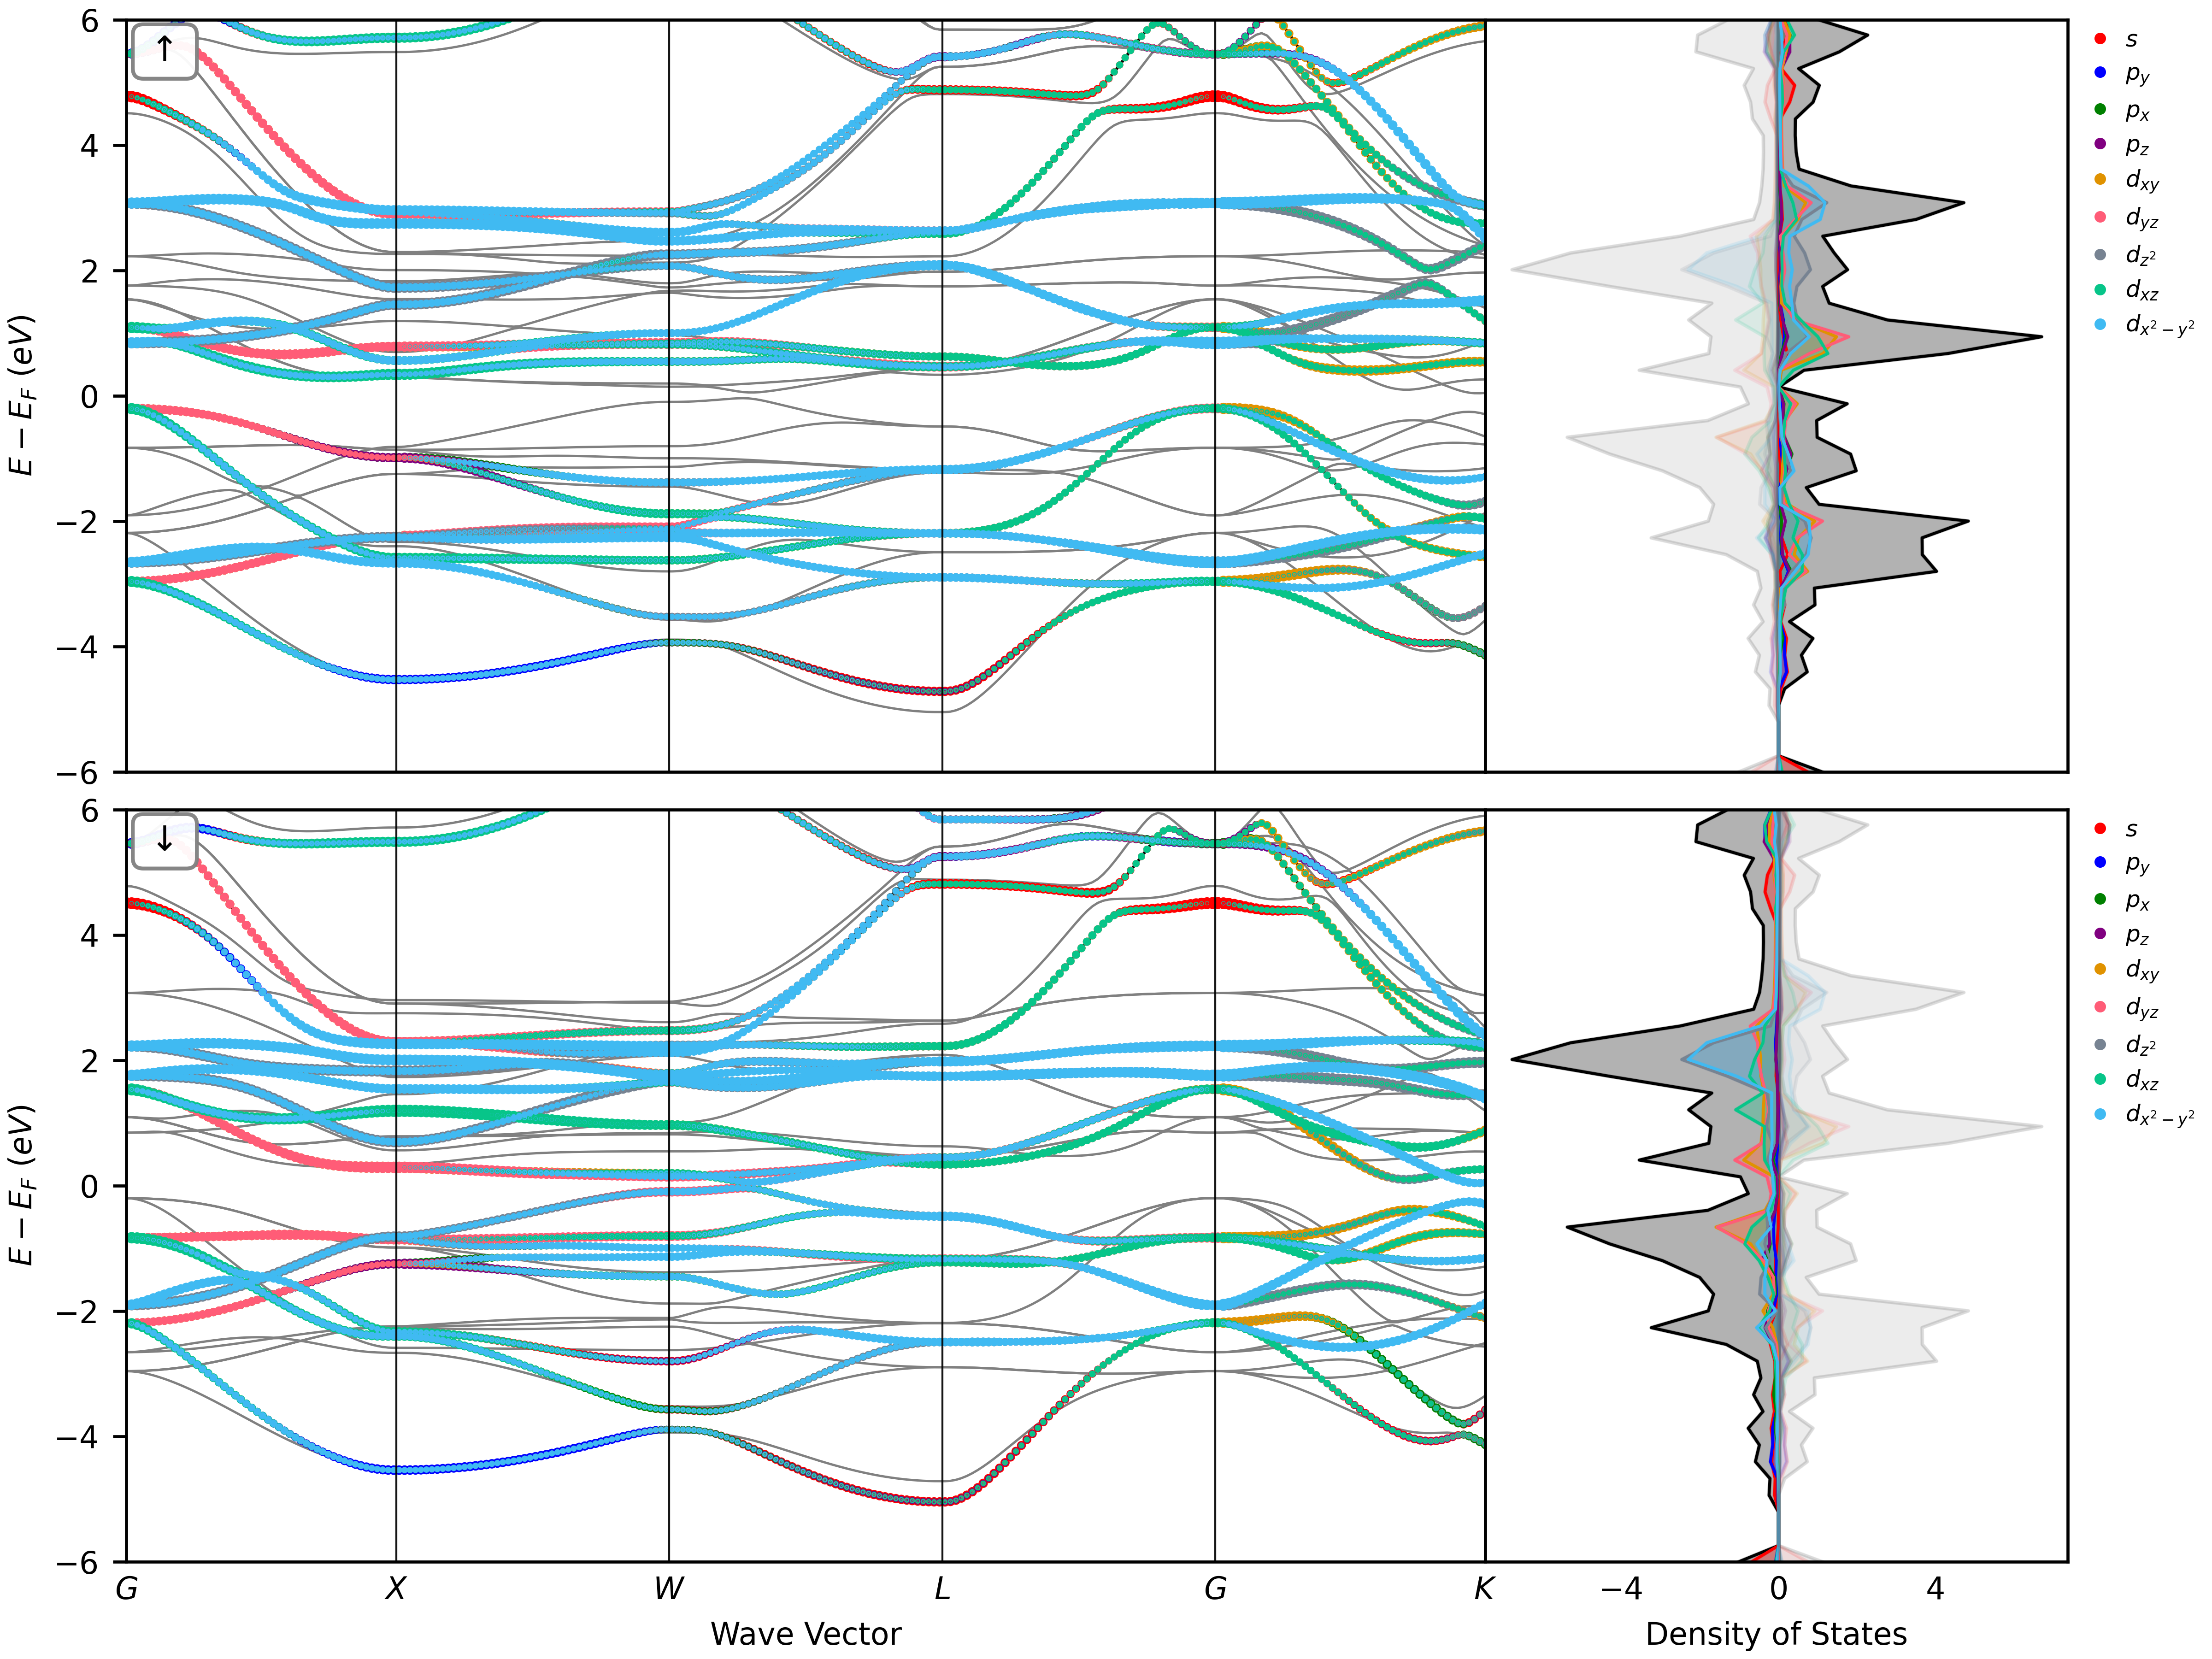 6
4
2
0
−2
−4
−6
E − E_F (eV)
↑
s
p_y
p_x
p_z
d_xy
d_yz
d_z²
d_xz
d_x²−y²
6
4
2
0
−2
−4
−6
E − E_F (eV)
↓
s
p_y
p_x
p_z
d_xy
d_yz
d_z²
d_xz
d_x²−y²
G X W L G K −4 0 4
Wave Vector Density of States